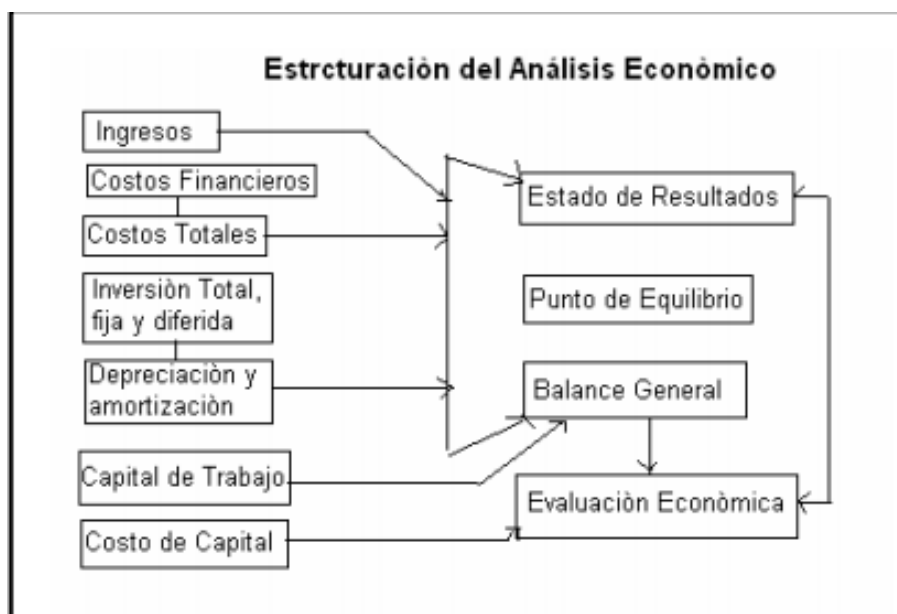 Estrcturaciòn del Análisis Econòmico
Ingresos
Costos Financieros
Costos Totales
Inversiòn Total,
fija y diferida
Depreciaciòn y
amortizaciòn
Capital de Trabajo
Costo de Capital
Estado de Resultados
Punto de Equilibrio
Balance General
Evaluaciòn Econòmica